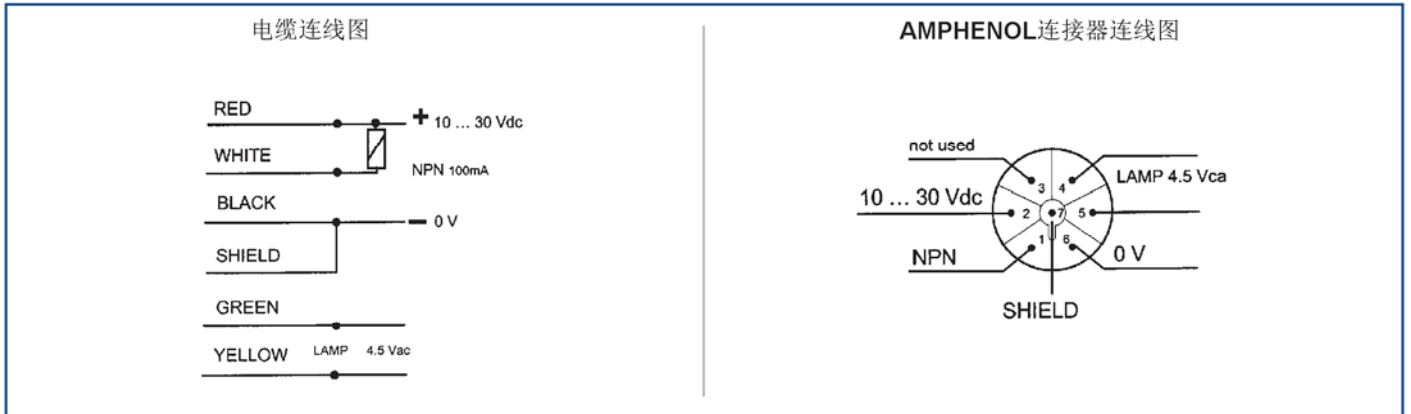 电缆连线图
RED
+ 10 ... 30 Vdc
WHITE
NPN 100mA
BLACK
— 0 V
SHIELD
GREEN
YELLOW LAMP 4.5 Vac
AMPHENOL连接器连线图
not used
LAMP 4.5 Vca
10 ... 30 Vdc
3 4
2 7 5
1 6
NPN
0 V
SHIELD